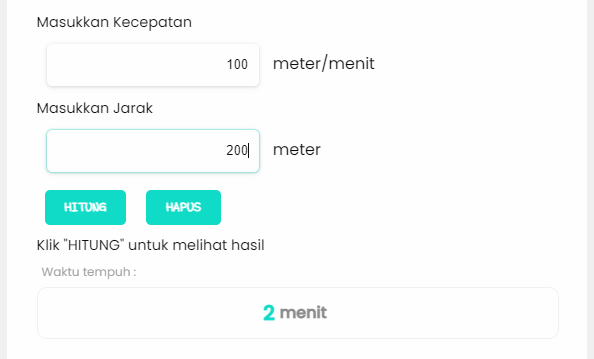 Masukkan Kecepatan
100 meter/menit
Masukkan Jarak
200 meter
HITUNG HAPUS
Klik "HITUNG" untuk melihat hasil
Waktu tempuh :
2 menit